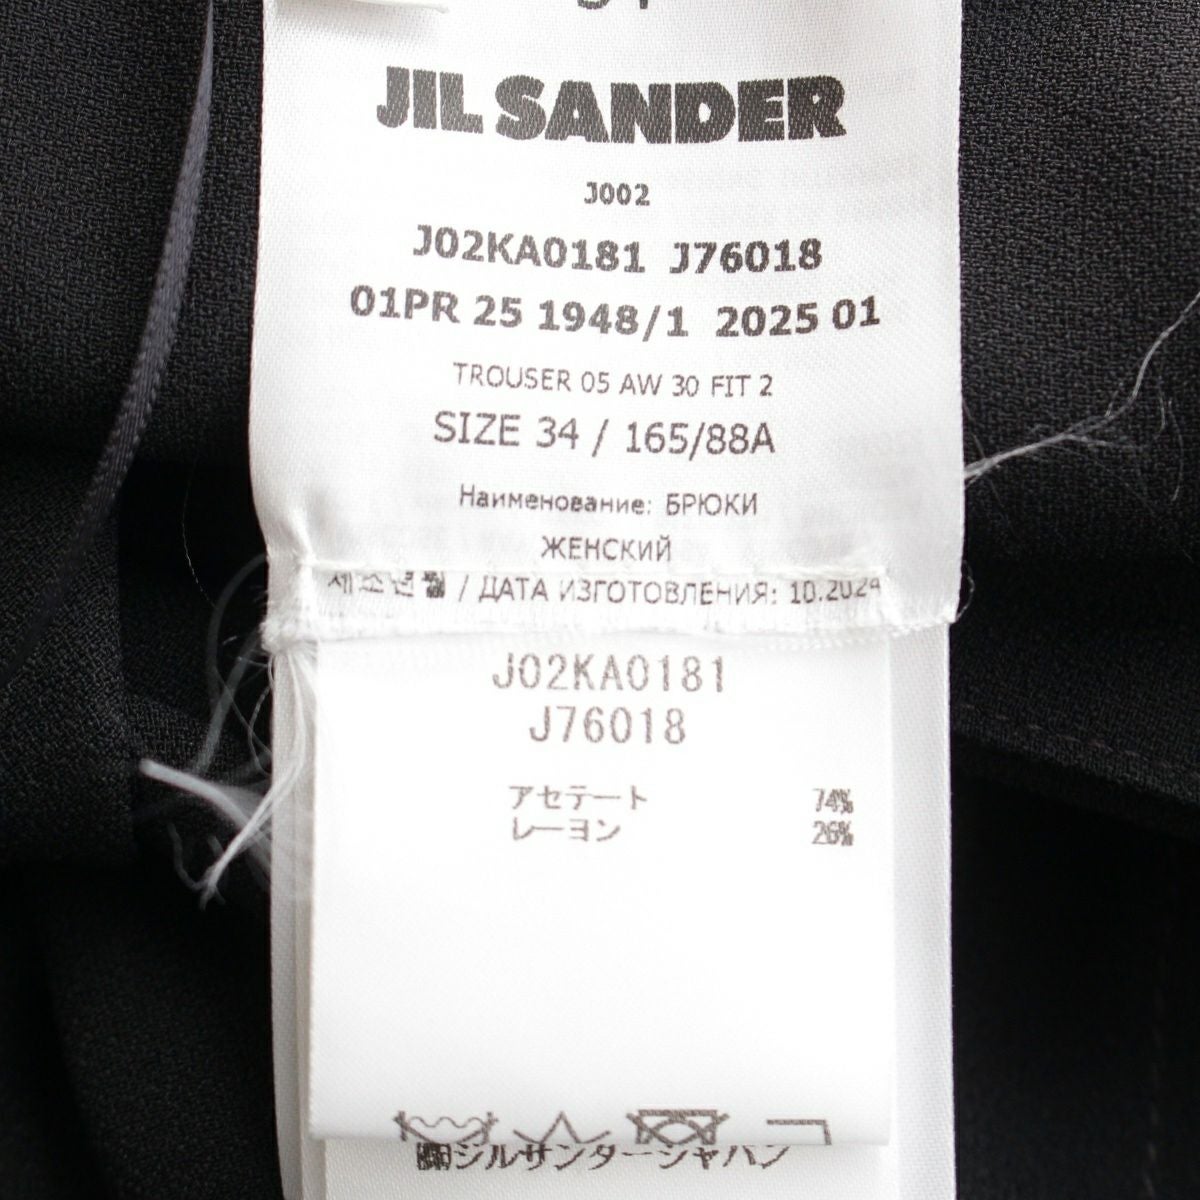 JIL SANDER
J002
J02KA0181 J76018
01PR 25 1948/1 2025 01
TROUSER 05 AW 30 FIT 2
SIZE 34 / 165/88A
Наименование: БРЮКИ
ЖЕНСКИЙ
제조년월 / ДАТА ИЗГОТОВЛЕНИЯ: 10.2024
J02KA0181
J76018
アセテート 74%
レーヨン 26%
㈱ジルサンダージャパン